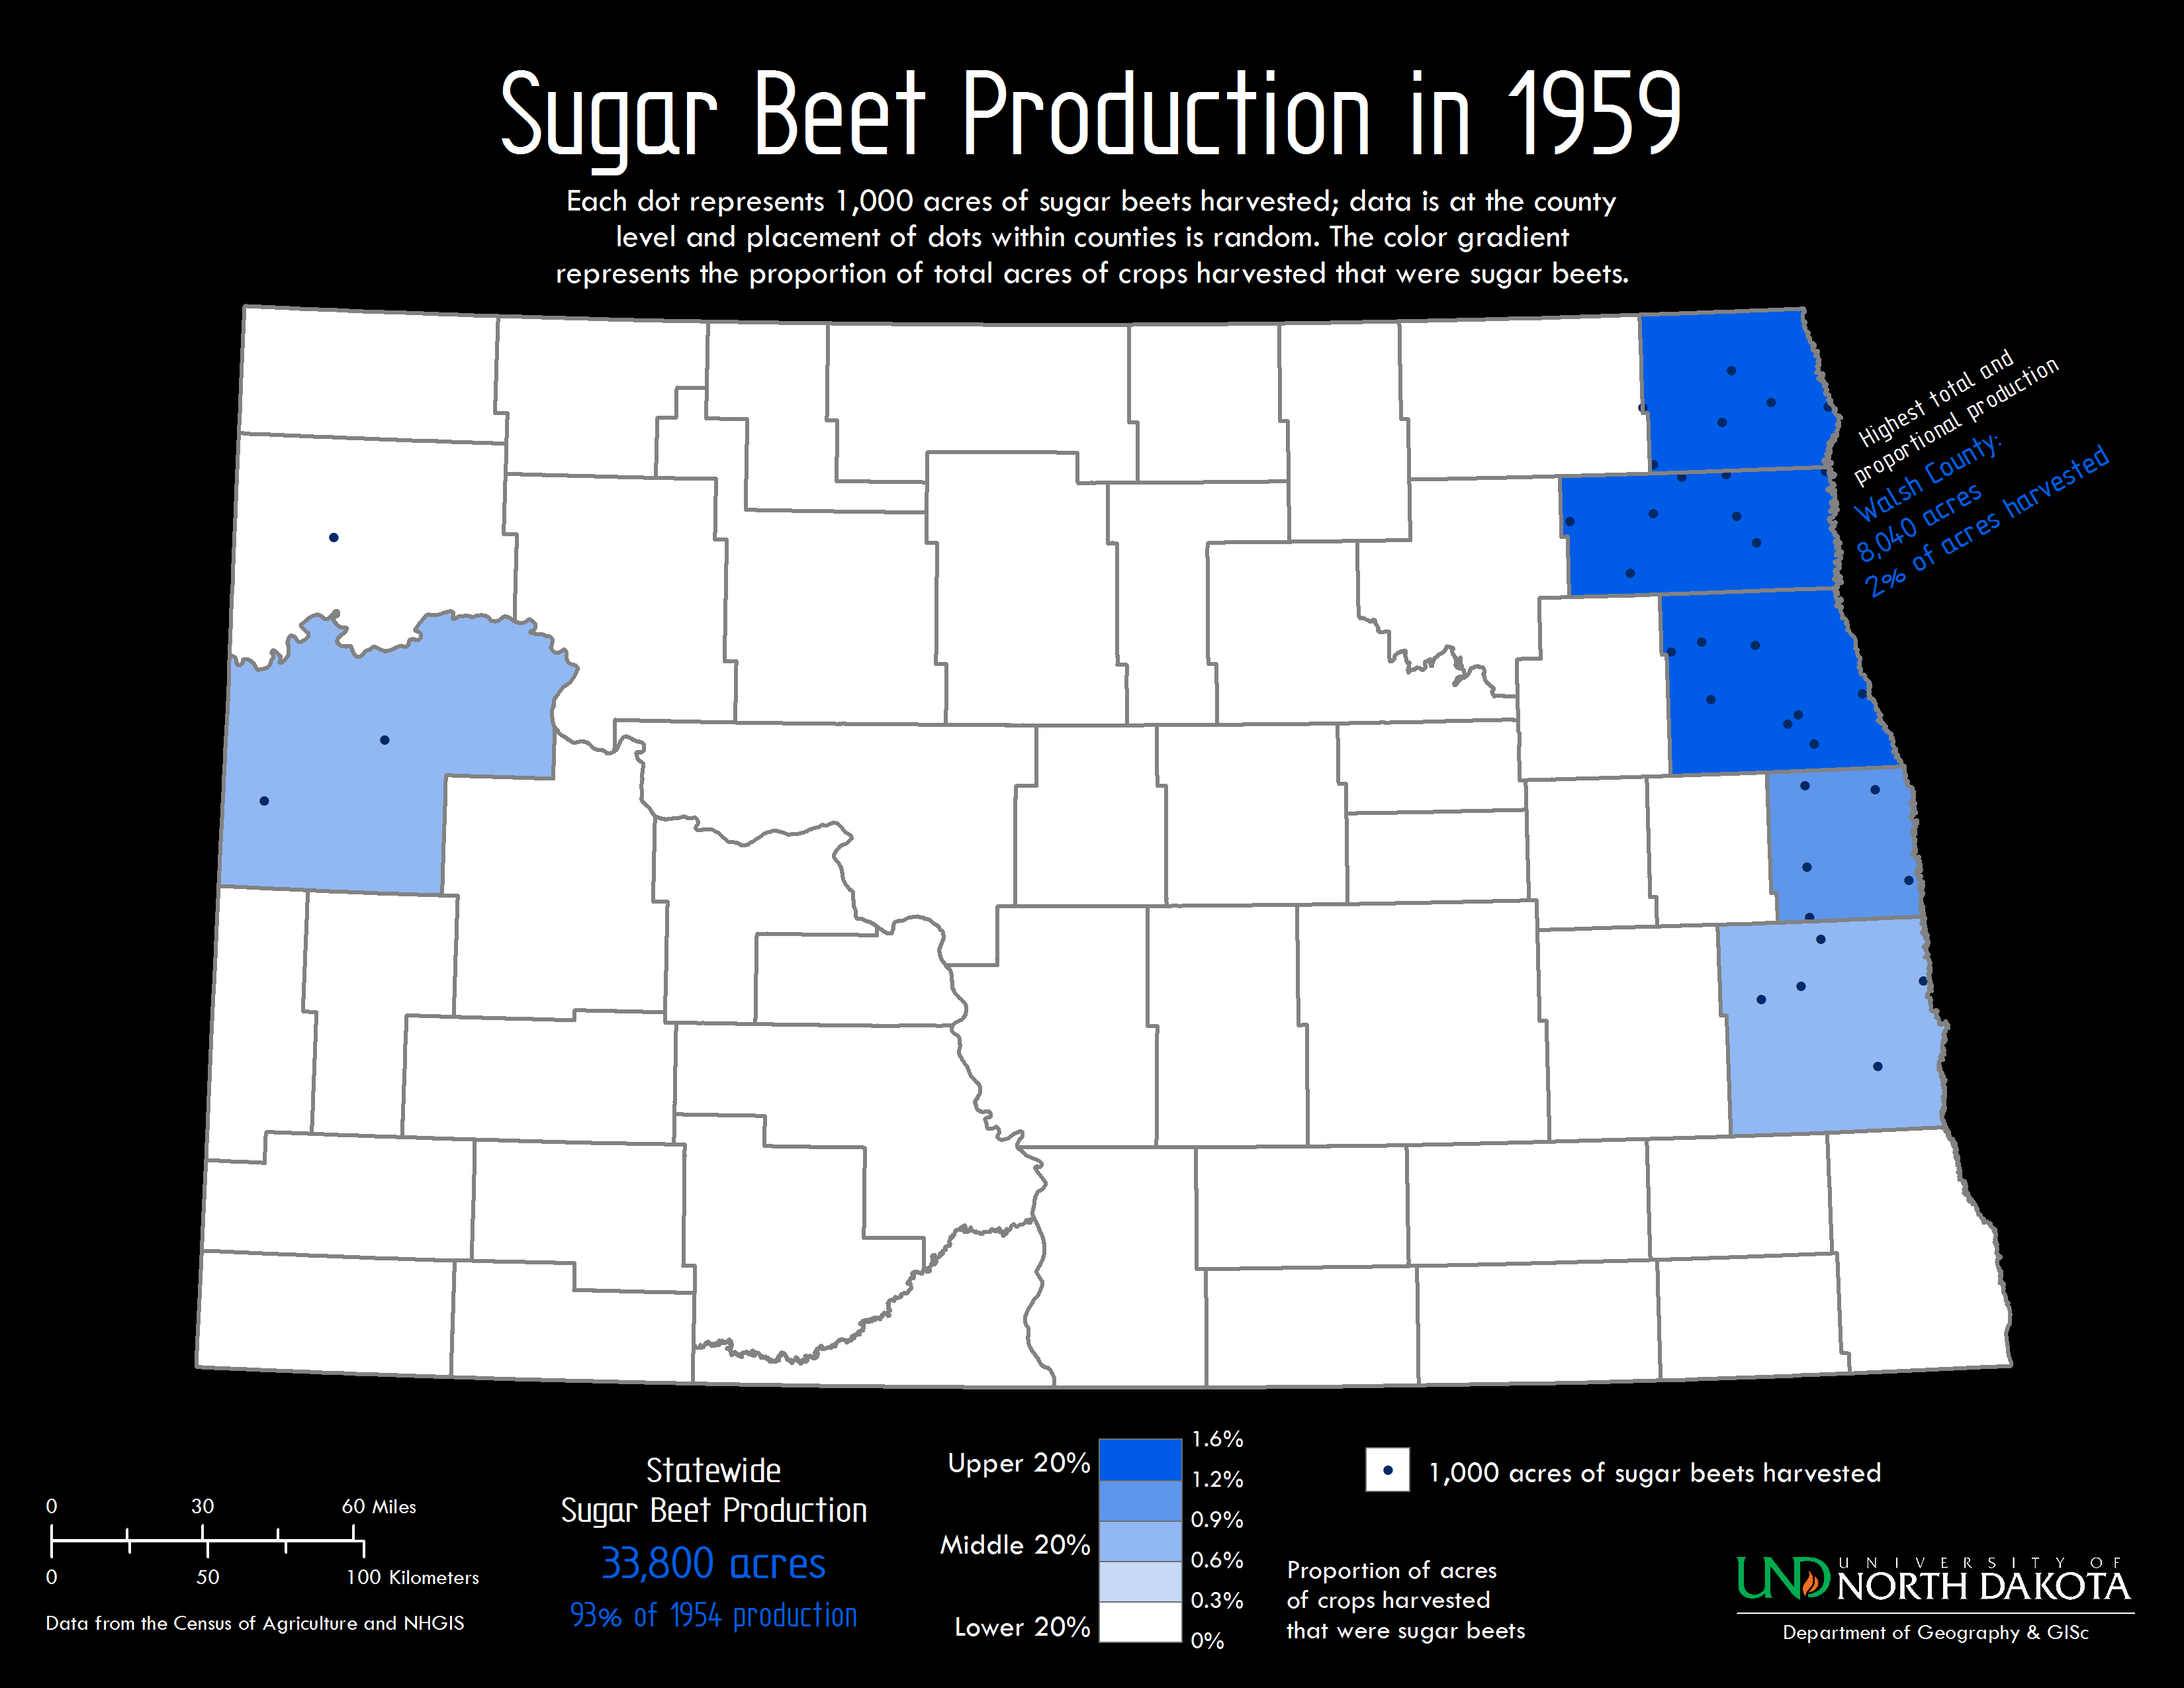 Sugar Beet Production in 1959
Each dot represents 1,000 acres of sugar beets harvested; data is at the county
level and placement of dots within counties is random. The color gradient
represents the proportion of total acres of crops harvested that were sugar beets.
Highest total and
proportional production
Walsh County:
8,040 acres
2% of acres harvested
0 30 60 Miles
0 50 100 Kilometers
Data from the Census of Agriculture and NHGIS
Statewide
Sugar Beet Production
33,800 acres
93% of 1954 production
Upper 20%
Middle 20%
Lower 20%
1.6%
1.2%
0.9%
0.6%
0.3%
0%
1,000 acres of sugar beets harvested
Proportion of acres
of crops harvested
that were sugar beets
UND UNIVERSITY OF
NORTH DAKOTA
Department of Geography & GISc